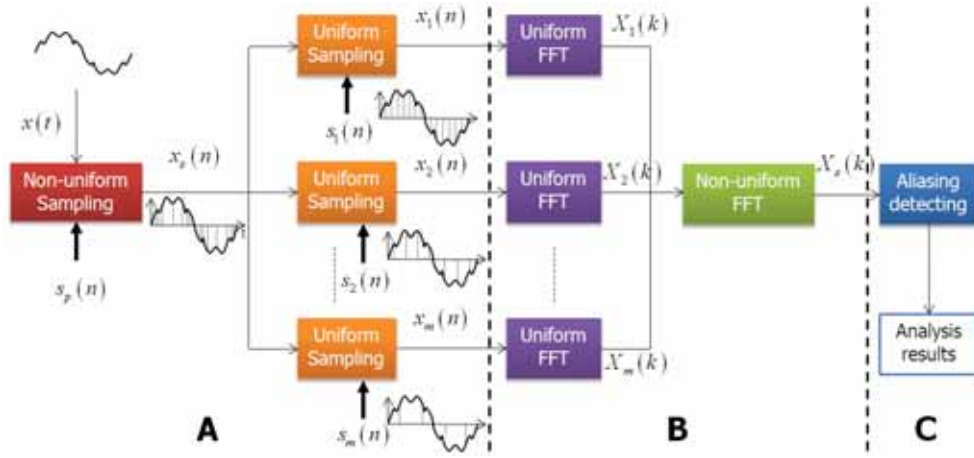 x(t)
Non-uniform
Sampling
s_p(n)
x_s(n)
Uniform
Sampling
s_1(n)
x_1(n)
Uniform
Sampling
s_2(n)
x_2(n)
Uniform
Sampling
s_m(n)
x_m(n)
A
Uniform
FFT
X_1(k)
Uniform
FFT
X_2(k)
Uniform
FFT
X_m(k)
Non-uniform
FFT
X_s(k)
B
Aliasing
detecting
Analysis
results
C